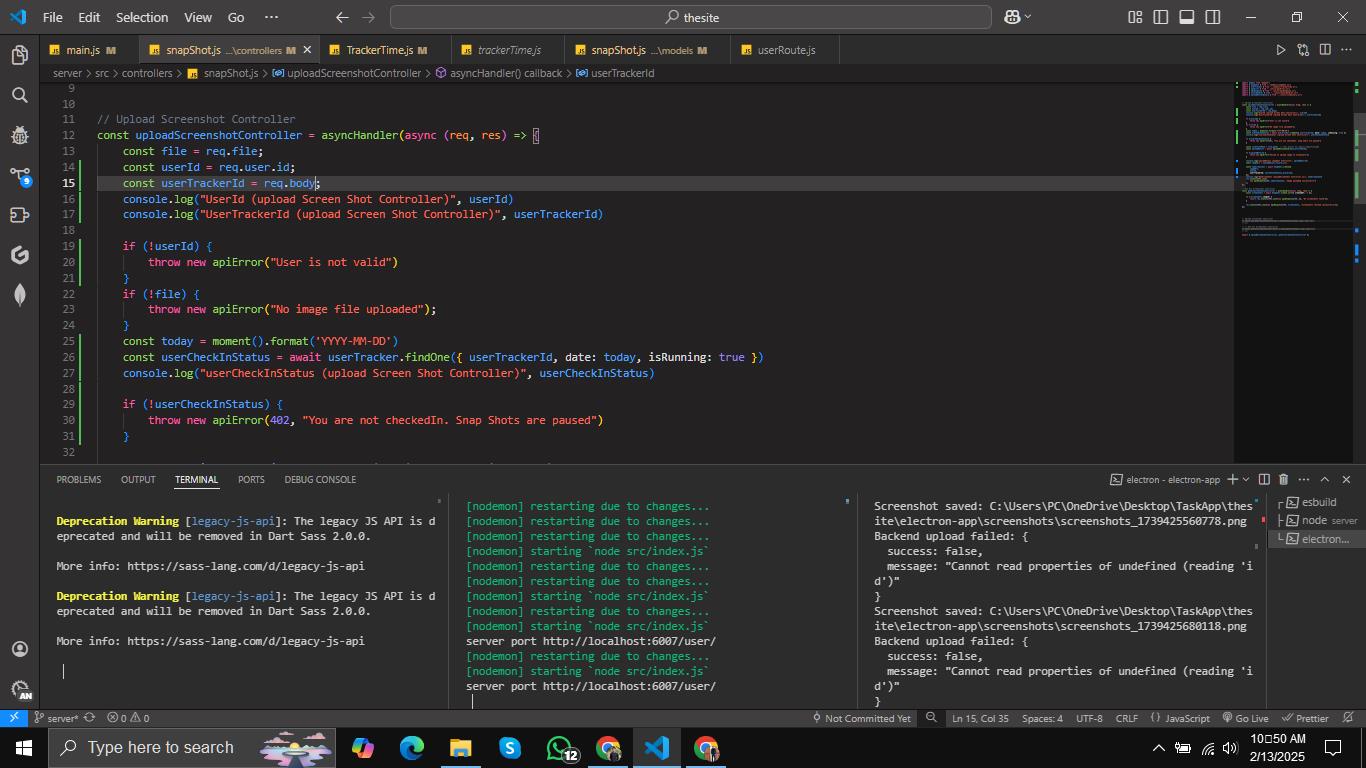 File Edit Selection View Go ··· thesite
main.js M snapShot.js ...\controllers M TrackerTime.js M trackerTime.js snapShot.js ...\models M userRoute.js
server > src > controllers > snapShot.js > uploadScreenshotController > asyncHandler() callback > userTrackerId
9
10
11 // Upload Screenshot Controller
12 const uploadScreenshotController = asyncHandler(async (req, res) => {
13 const file = req.file;
14 const userId = req.user.id;
15 const userTrackerId = req.body;
16 console.log("UserId (upload Screen Shot Controller)", userId)
17 console.log("UserTrackerId (upload Screen Shot Controller)", userTrackerId)
18
19 if (!userId) {
20 throw new apiError("User is not valid")
21 }
22 if (!file) {
23 throw new apiError("No image file uploaded");
24 }
25 const today = moment().format('YYYY-MM-DD')
26 const userCheckInStatus = await userTracker.findOne({ userTrackerId, date: today, isRunning: true })
27 console.log("userCheckInStatus (upload Screen Shot Controller)", userCheckInStatus)
28
29 if (!userCheckInStatus) {
30 throw new apiError(402, "You are not checkedIn. Snap Shots are paused")
31 }
32
9
PROBLEMS OUTPUT TERMINAL PORTS DEBUG CONSOLE electron - electron-app
Deprecation Warning [legacy-js-api]: The legacy JS API is d
eprecated and will be removed in Dart Sass 2.0.0.
More info: https://sass-lang.com/d/legacy-js-api
Deprecation Warning [legacy-js-api]: The legacy JS API is d
eprecated and will be removed in Dart Sass 2.0.0.
More info: https://sass-lang.com/d/legacy-js-api
[nodemon] restarting due to changes...
[nodemon] restarting due to changes...
[nodemon] restarting due to changes...
[nodemon] starting `node src/index.js`
[nodemon] restarting due to changes...
[nodemon] restarting due to changes...
[nodemon] starting `node src/index.js`
[nodemon] restarting due to changes...
[nodemon] starting `node src/index.js`
server port http://localhost:6007/user/
[nodemon] restarting due to changes...
[nodemon] starting `node src/index.js`
server port http://localhost:6007/user/
Screenshot saved: C:\Users\PC\OneDrive\Desktop\TaskApp\thes
ite\electron-app\screenshots\screenshots_1739425560778.png
Backend upload failed: {
success: false,
message: "Cannot read properties of undefined (reading 'i
d')"
}
Screenshot saved: C:\Users\PC\OneDrive\Desktop\TaskApp\thes
ite\electron-app\screenshots\screenshots_1739425680118.png
Backend upload failed: {
success: false,
message: "Cannot read properties of undefined (reading 'i
d')"
}
esbuild
node server
electron...
AN
server* 0 0 Not Committed Yet Ln 15, Col 35 Spaces: 4 UTF-8 CRLF {} JavaScript Go Live Prettier
Type here to search 12 10:50 AM
2/13/2025